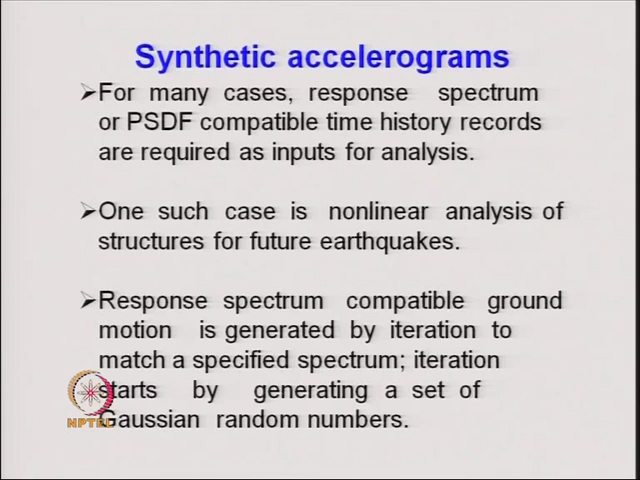 Synthetic accelerograms
➢For many cases, response spectrum
or PSDF compatible time history records
are required as inputs for analysis.
➢One such case is nonlinear analysis of
structures for future earthquakes.
➢Response spectrum compatible ground
motion is generated by iteration to
match a specified spectrum; iteration
starts by generating a set of
Gaussian random numbers.
NPTEL